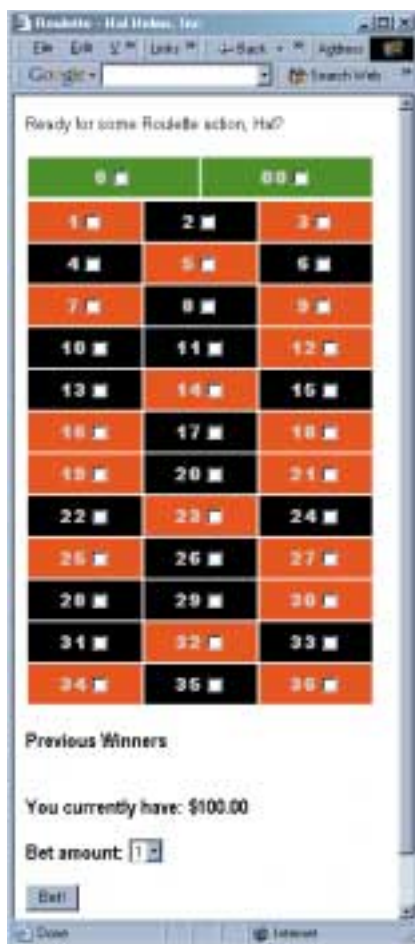 Roulette - Hal Helms, Inc
File Edit V » Links » Back » Address
Google Search Web »
Ready for some Roulette action, Hal?
0 00
1 2 3
4 5 6
7 8 9
10 11 12
13 14 15
16 17 18
19 20 21
22 23 24
25 26 27
28 29 30
31 32 33
34 35 36
Previous Winners
You currently have: $100.00
Bet amount: 1
Bet!
Done Internet